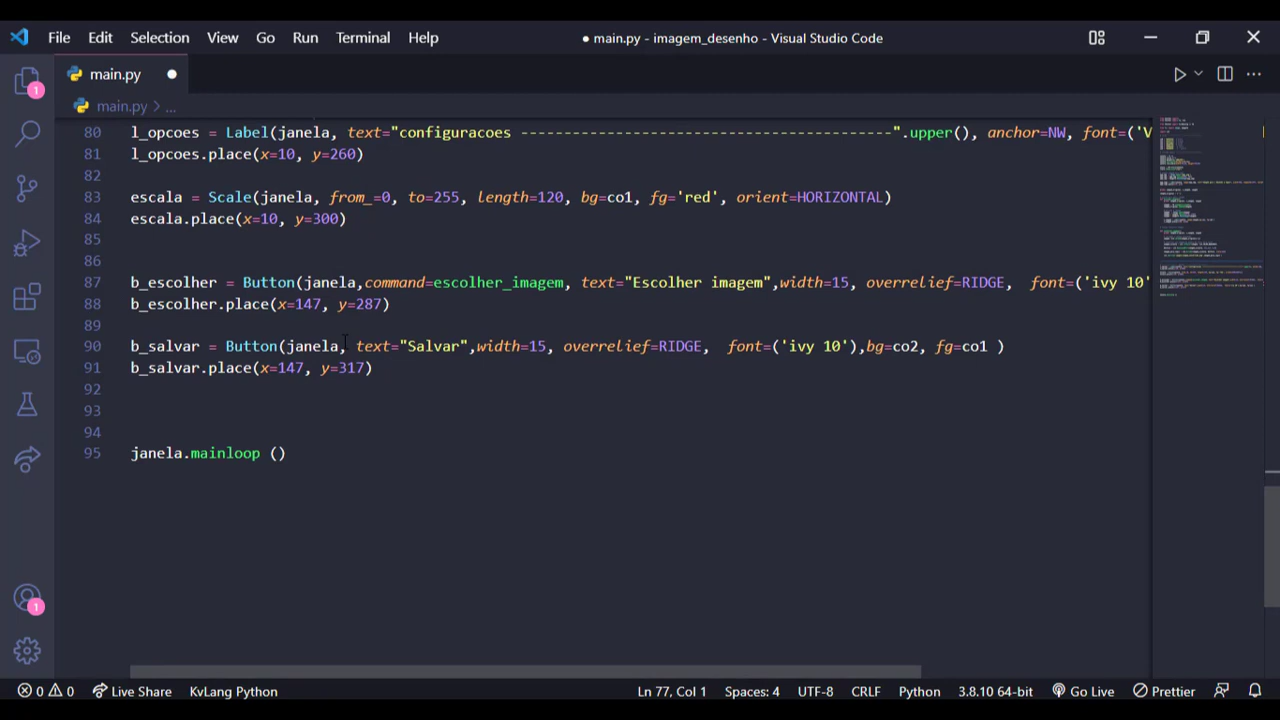 File Edit Selection View Go Run Terminal Help ● main.py - imagem_desenho - Visual Studio Code
main.py
main.py > ...
80 l_opcoes = Label(janela, text="configuracoes -------------------------------------------".upper(), anchor=NW, font=('V
81 l_opcoes.place(x=10, y=260)
82
83 escala = Scale(janela, from_=0, to=255, length=120, bg=co1, fg='red', orient=HORIZONTAL)
84 escala.place(x=10, y=300)
85
86
87 b_escolher = Button(janela,command=escolher_imagem, text="Escolher imagem",width=15, overrelief=RIDGE,  font=('ivy 10'
88 b_escolher.place(x=147, y=287)
89
90 b_salvar = Button(janela, text="Salvar",width=15, overrelief=RIDGE,  font=('ivy 10'),bg=co2, fg=co1 )
91 b_salvar.place(x=147, y=317)
92
93
94
95 janela.mainloop ()
1
1
0 0 Live Share KvLang Python Ln 77, Col 1 Spaces: 4 UTF-8 CRLF Python 3.8.10 64-bit Go Live Prettier